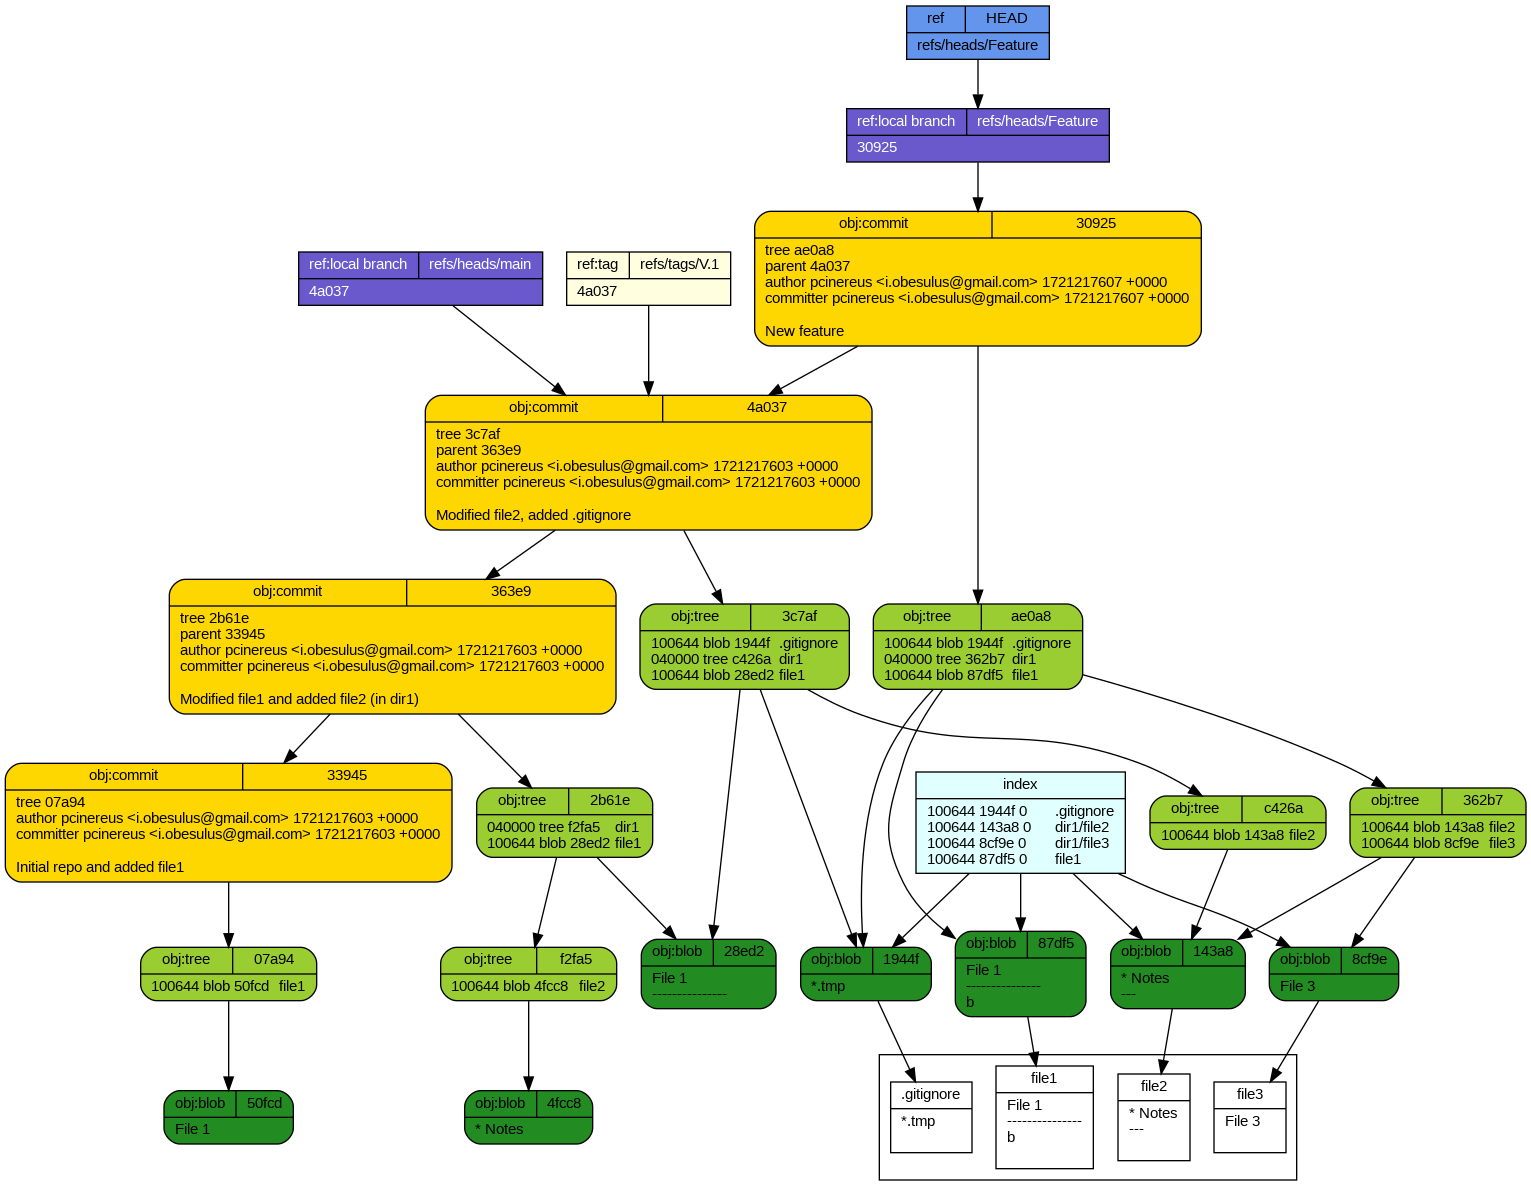 ref HEAD
refs/heads/Feature
ref:local branch refs/heads/Feature
30925
obj:commit 30925
tree ae0a8
parent 4a037
author pcinereus <i.obesulus@gmail.com> 1721217607 +0000
committer pcinereus <i.obesulus@gmail.com> 1721217607 +0000
New feature
ref:local branch refs/heads/main
4a037
ref:tag refs/tags/V.1
4a037
obj:commit 4a037
tree 3c7af
parent 363e9
author pcinereus <i.obesulus@gmail.com> 1721217603 +0000
committer pcinereus <i.obesulus@gmail.com> 1721217603 +0000
Modified file2, added .gitignore
obj:commit 363e9
tree 2b61e
parent 33945
author pcinereus <i.obesulus@gmail.com> 1721217603 +0000
committer pcinereus <i.obesulus@gmail.com> 1721217603 +0000
Modified file1 and added file2 (in dir1)
obj:tree 3c7af
100644 blob 1944f .gitignore
040000 tree c426a dir1
100644 blob 28ed2 file1
obj:tree ae0a8
100644 blob 1944f .gitignore
040000 tree 362b7 dir1
100644 blob 87df5 file1
obj:commit 33945
tree 07a94
author pcinereus <i.obesulus@gmail.com> 1721217603 +0000
committer pcinereus <i.obesulus@gmail.com> 1721217603 +0000
Initial repo and added file1
obj:tree 2b61e
040000 tree f2fa5 dir1
100644 blob 28ed2 file1
index
100644 1944f 0 .gitignore
100644 143a8 0 dir1/file2
100644 8cf9e 0 dir1/file3
100644 87df5 0 file1
obj:tree c426a
100644 blob 143a8 file2
obj:tree 362b7
100644 blob 143a8 file2
100644 blob 8cf9e file3
obj:tree 07a94
100644 blob 50fcd file1
obj:tree f2fa5
100644 blob 4fcc8 file2
obj:blob 28ed2
File 1
---------------
obj:blob 1944f
*.tmp
obj:blob 87df5
File 1
---------------
b
obj:blob 143a8
* Notes
---
obj:blob 8cf9e
File 3
obj:blob 50fcd
File 1
obj:blob 4fcc8
* Notes
.gitignore
*.tmp
file1
File 1
---------------
b
file2
* Notes
---
file3
File 3